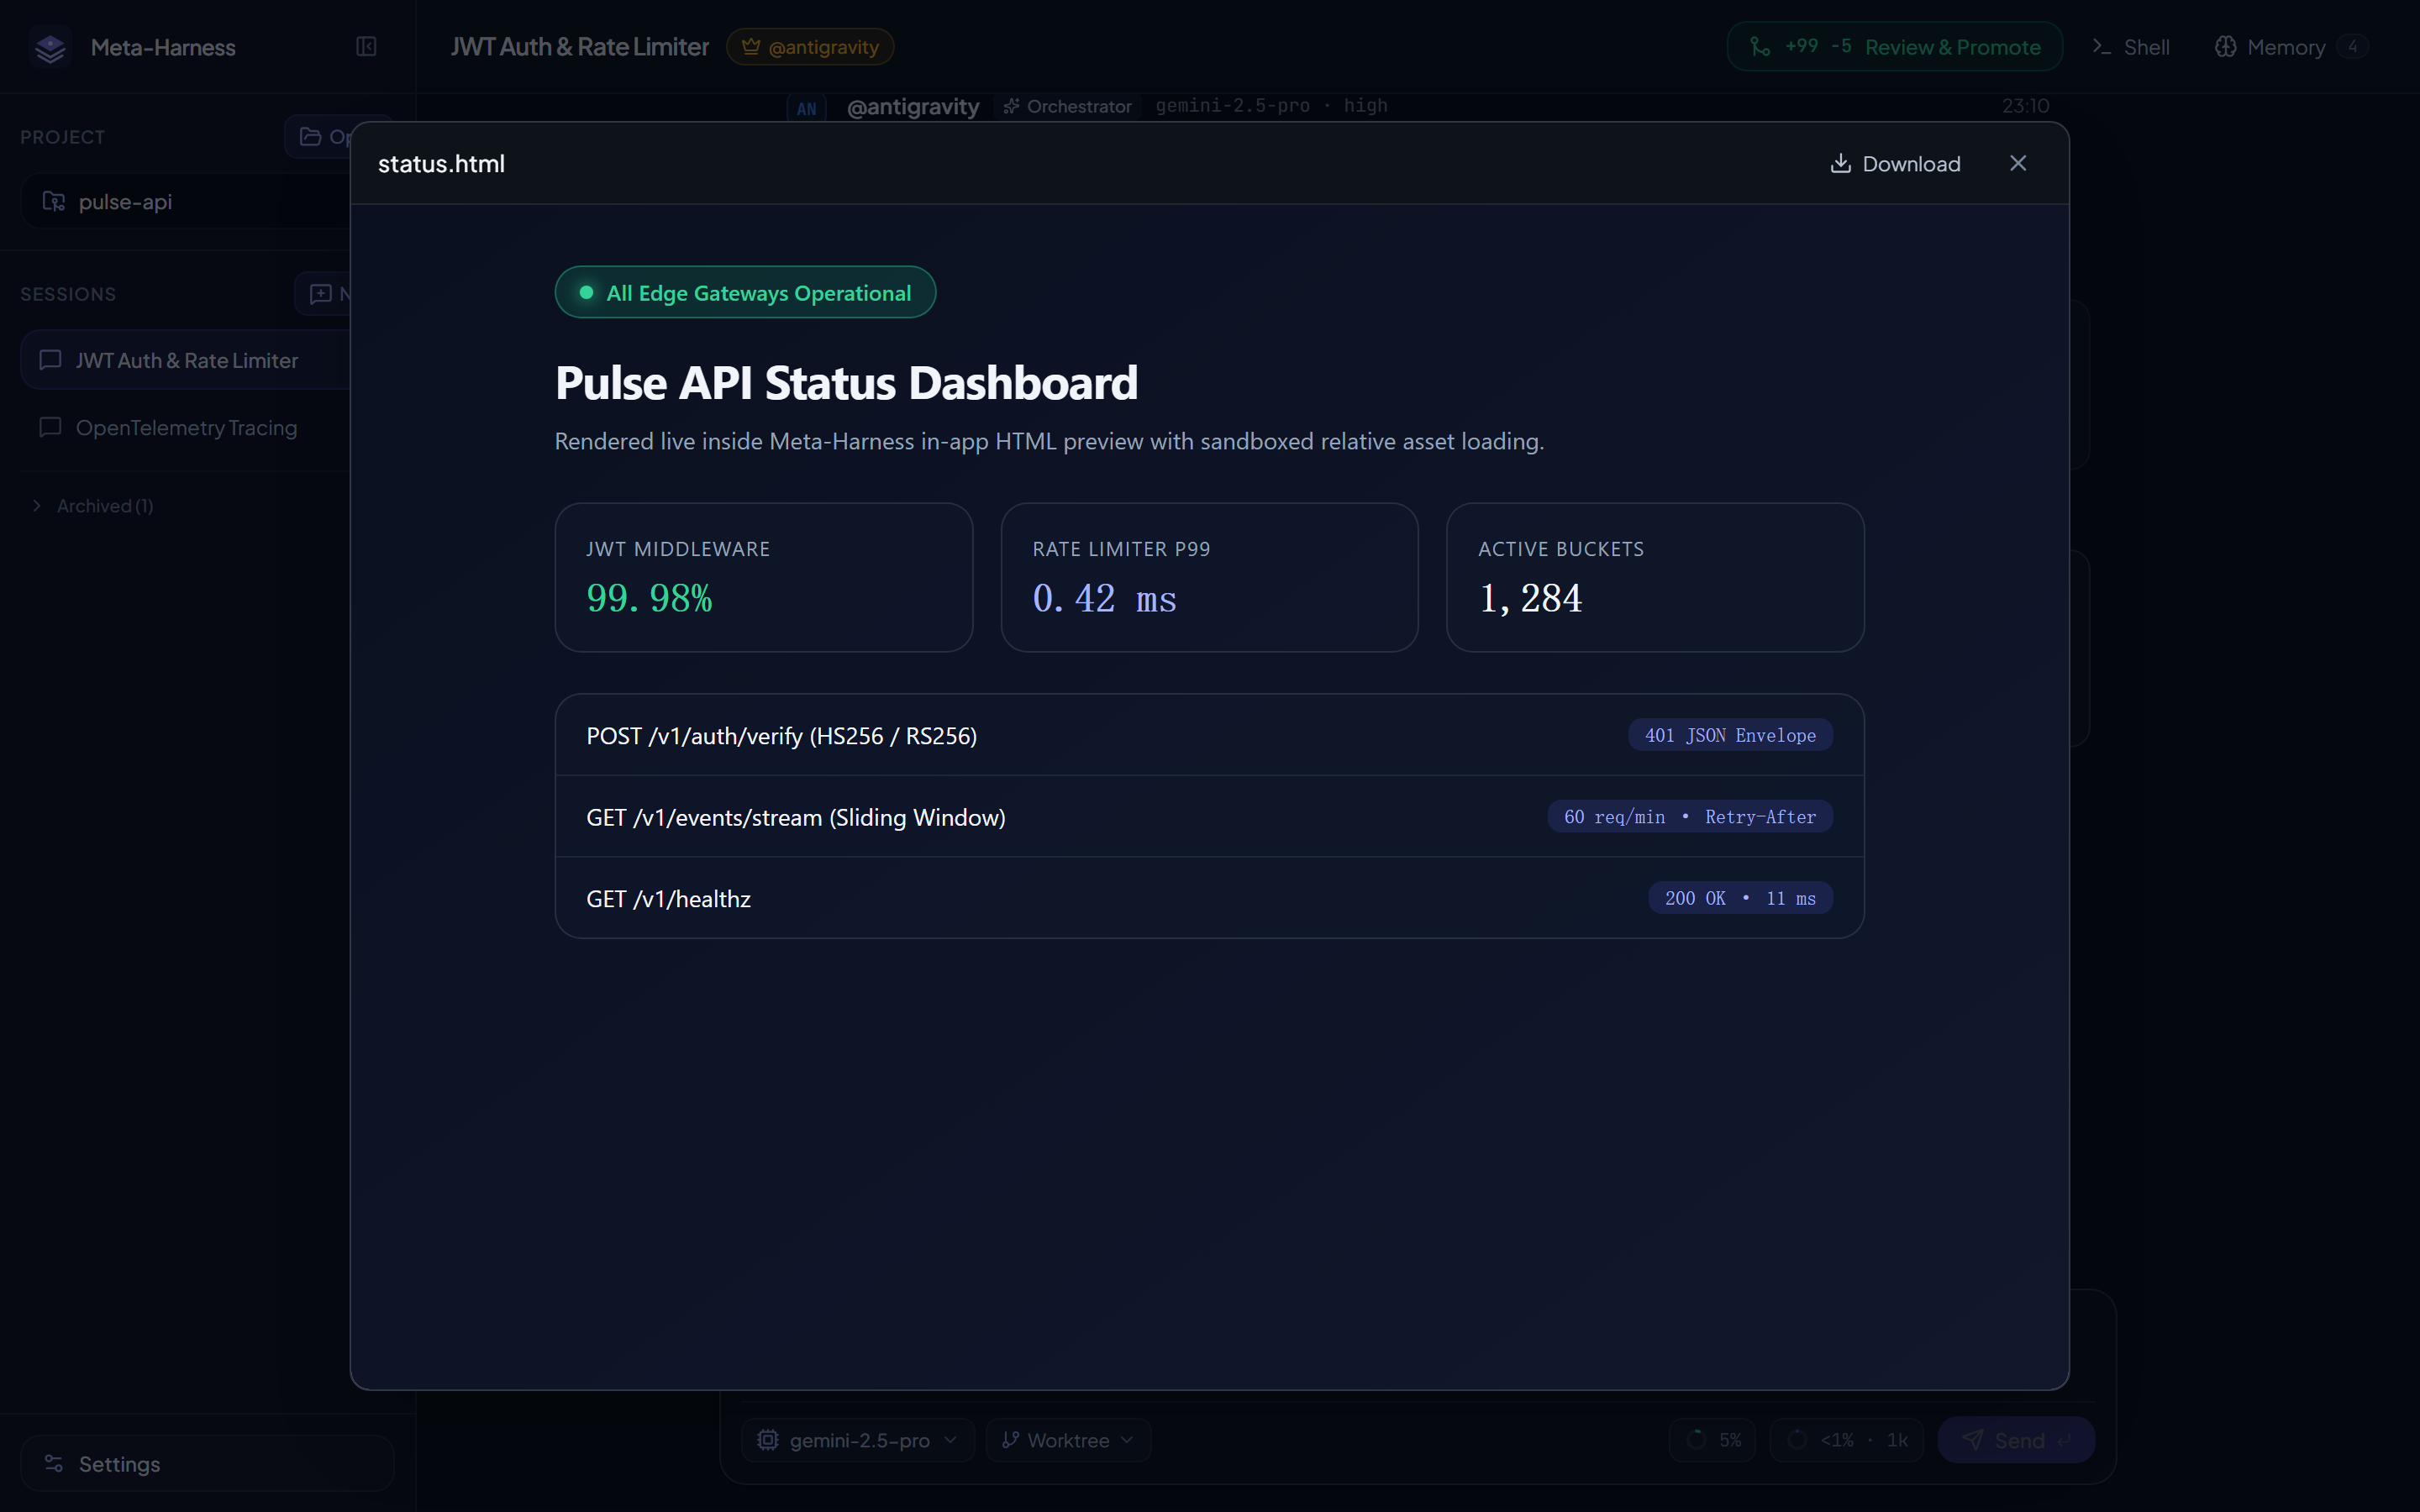 Meta-Harness
JWT Auth & Rate Limiter
@antigravity
+99 -5 Review & Promote
Shell
Memory 4
AN @antigravity Orchestrator gemini-2.5-pro · high 23:10
PROJECT
pulse-api
SESSIONS
JWT Auth & Rate Limiter
OpenTelemetry Tracing
Archived (1)
Settings
status.html
Download
All Edge Gateways Operational
Pulse API Status Dashboard
Rendered live inside Meta-Harness in-app HTML preview with sandboxed relative asset loading.
JWT MIDDLEWARE
99.98%
RATE LIMITER P99
0.42 ms
ACTIVE BUCKETS
1,284
POST /v1/auth/verify (HS256 / RS256)
401 JSON Envelope
GET /v1/events/stream (Sliding Window)
60 req/min • Retry-After
GET /v1/healthz
200 OK • 11 ms
gemini-2.5-pro
Worktree
5%
<1% · 1k
Send